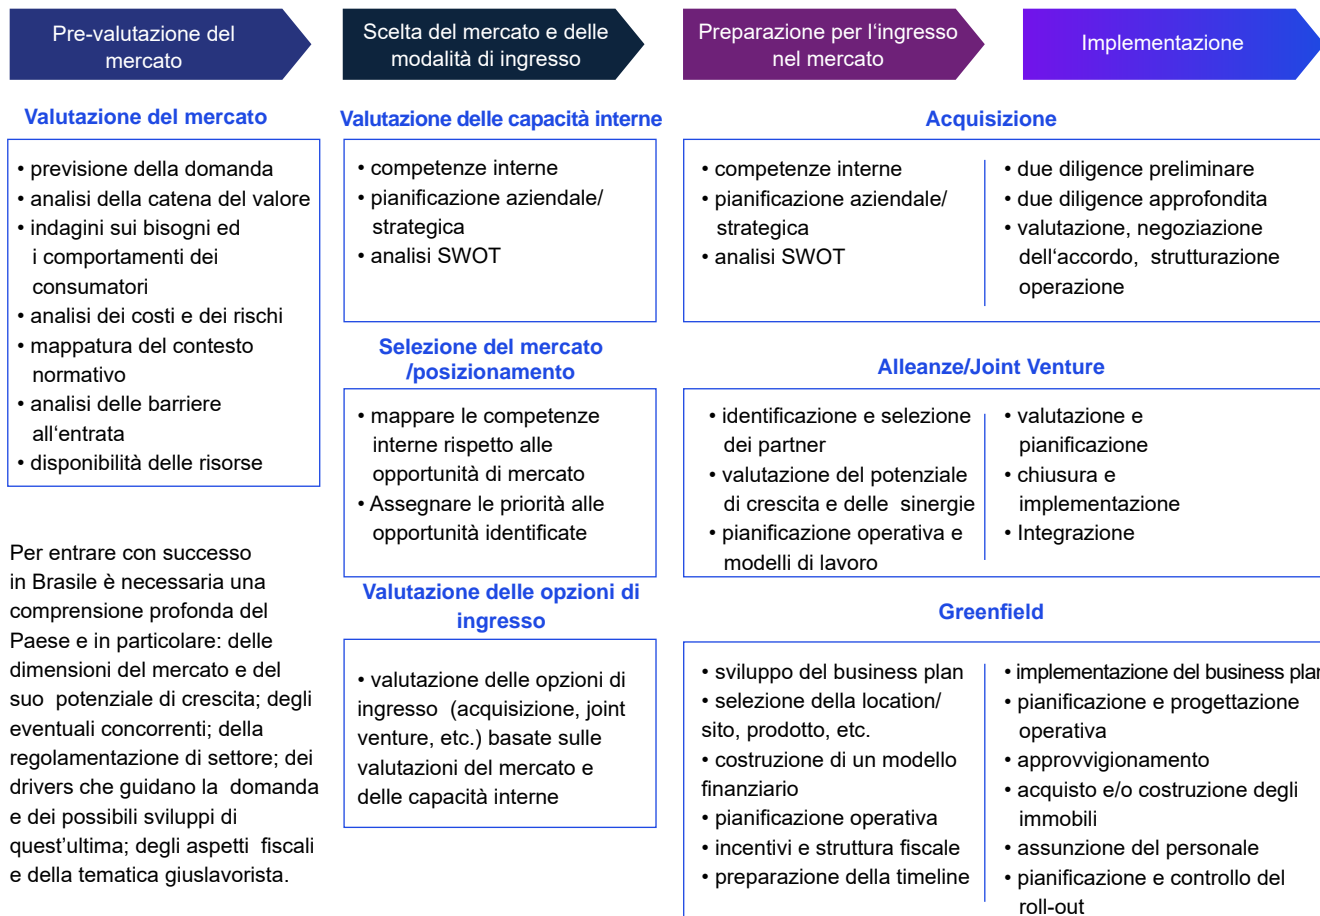 Pre-valutazione del
mercato
Scelta del mercato e delle
modalità di ingresso
Preparazione per l'ingresso
nel mercato
Implementazione
Valutazione del mercato
• previsione della domanda
• analisi della catena del valore
• indagini sui bisogni ed
i comportamenti dei
consumatori
• analisi dei costi e dei rischi
• mappatura del contesto
normativo
• analisi delle barriere
all'entrata
• disponibilità delle risorse
Per entrare con successo
in Brasile è necessaria una
comprensione profonda del
Paese e in particolare: delle
dimensioni del mercato e del
suo potenziale di crescita; degli
eventuali concorrenti; della
regolamentazione di settore; dei
drivers che guidano la domanda
e dei possibili sviluppi di
quest'ultima; degli aspetti fiscali
e della tematica giuslavorista.
Valutazione delle capacità interne
• competenze interne
• pianificazione aziendale/
strategica
• analisi SWOT
Selezione del mercato
/posizionamento
• mappare le competenze
interne rispetto alle
opportunità di mercato
• Assegnare le priorità alle
opportunità identificate
Valutazione delle opzioni di
ingresso
• valutazione delle opzioni di
ingresso (acquisizione, joint
venture, etc.) basate sulle
valutazioni del mercato e
delle capacità interne
Acquisizione
• competenze interne
• pianificazione aziendale/
strategica
• analisi SWOT
• due diligence preliminare
• due diligence approfondita
• valutazione, negoziazione
dell'accordo, strutturazione
operazione
Alleanze/Joint Venture
• identificazione e selezione
dei partner
• valutazione del potenziale
di crescita e delle sinergie
• pianificazione operativa e
modelli di lavoro
• valutazione e
pianificazione
• chiusura e
implementazione
• Integrazione
Greenfield
• sviluppo del business plan
• selezione della location/
sito, prodotto, etc.
• costruzione di un modello
finanziario
• pianificazione operativa
• incentivi e struttura fiscale
• preparazione della timeline
• implementazione del business plan
• pianificazione e progettazione
operativa
• approvvigionamento
• acquisto e/o costruzione degli
immobili
• assunzione del personale
• pianificazione e controllo del
roll-out